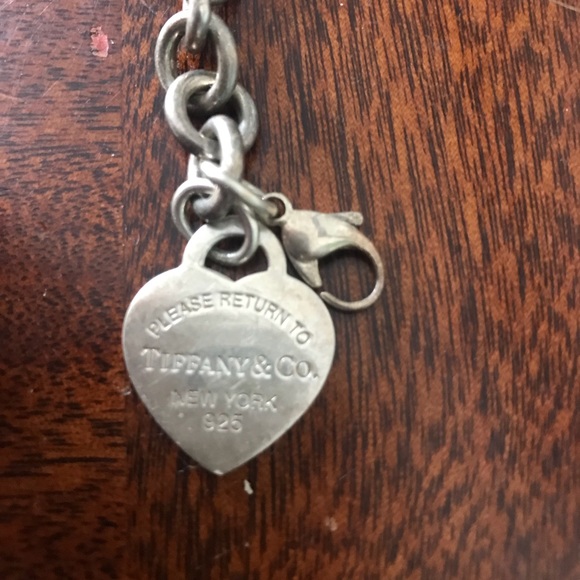 PLEASE RETURN TO
TIFFANY & CO.
NEW YORK
925